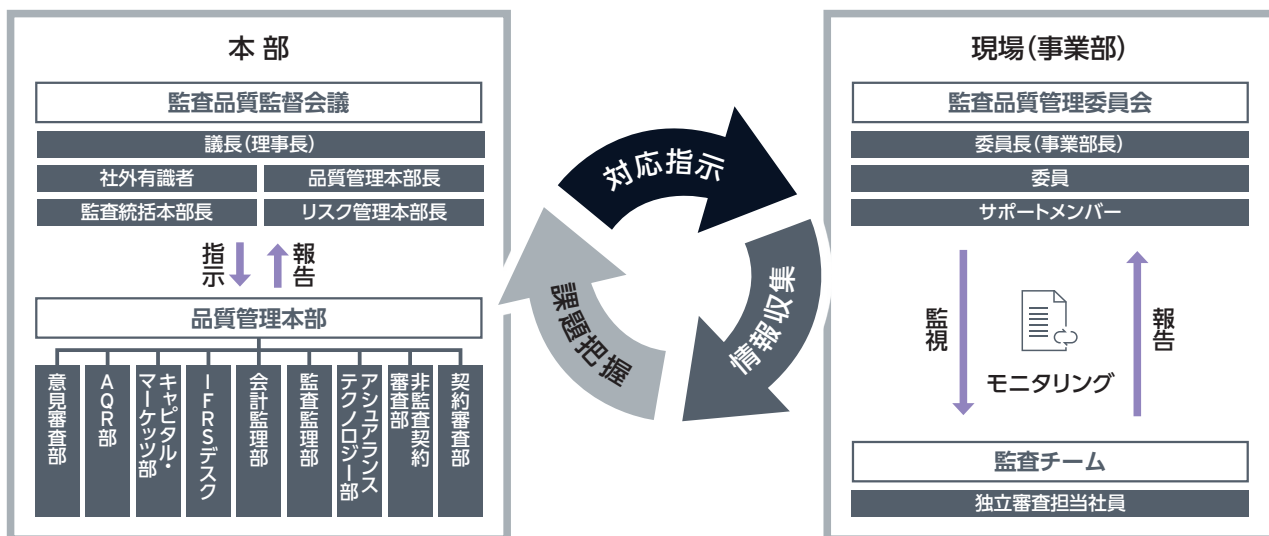 本部
監査品質監督会議
議長(理事長)
社外有識者
品質管理本部長
監査統括本部長
リスク管理本部長
指示
報告
品質管理本部
意見審査部
AQR部
キャピタル・
マーケッツ部
IFRSデスク
会計監理部
監査監理部
アシュアランス
テクノロジー部
非監査契約
審査部
契約審査部
対応指示
情報収集
課題把握
現場(事業部)
監査品質管理委員会
委員長(事業部長)
委員
サポートメンバー
監視
モニタリング
報告
監査チーム
独立審査担当社員